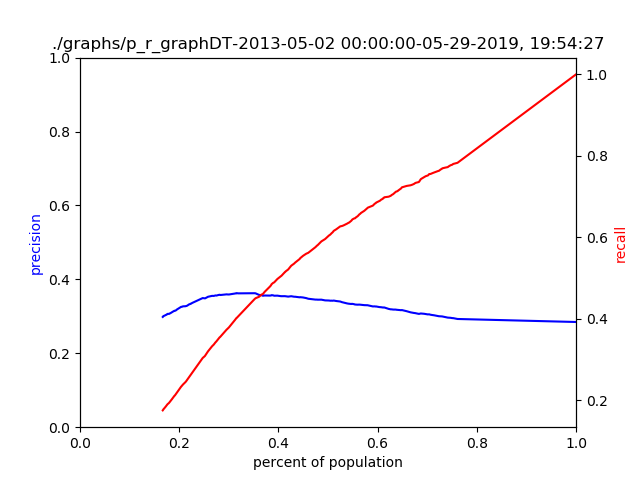 ./graphs/p_r_graphDT-2013-05-02 00:00:00-05-29-2019, 19:54:27
1.0
0.8
0.6
0.4
0.2
0.0
precision
0.0 0.2 0.4 0.6 0.8 1.0
percent of population
1.0
0.8
0.6
0.4
0.2
recall